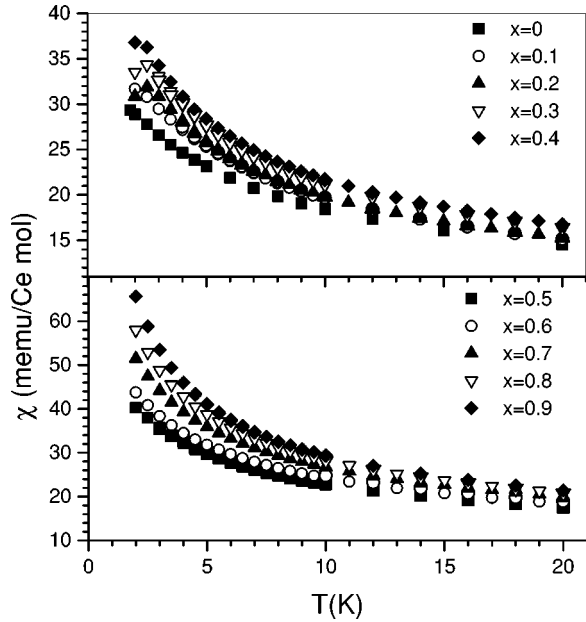 40
35
30
25
20
15
x=0
x=0.1
x=0.2
x=0.3
x=0.4
χ (memu/Ce mol)
60
50
40
30
20
10
x=0.5
x=0.6
x=0.7
x=0.8
x=0.9
0 5 10 15 20
T(K)